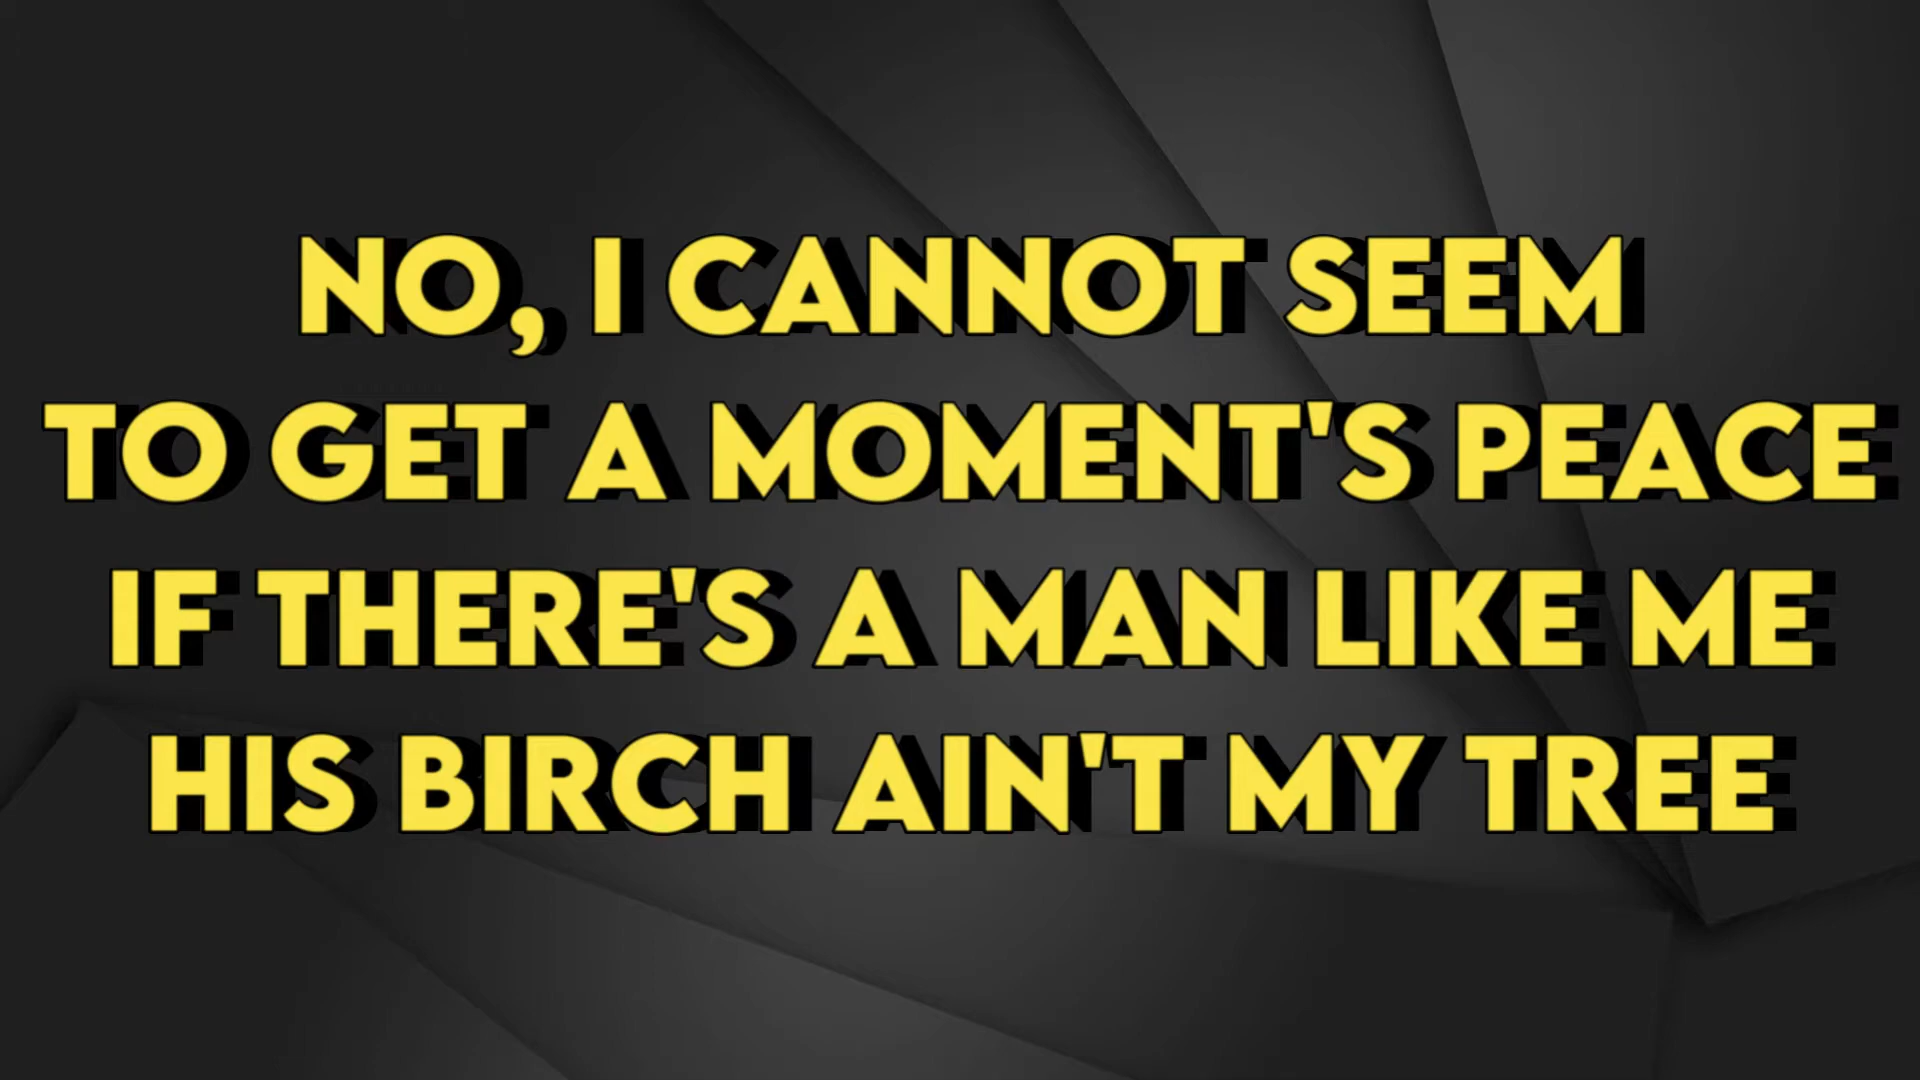 NO, I CANNOT SEEM
TO GET A MOMENT'S PEACE
IF THERE'S A MAN LIKE ME
HIS BIRCH AIN'T MY TREE